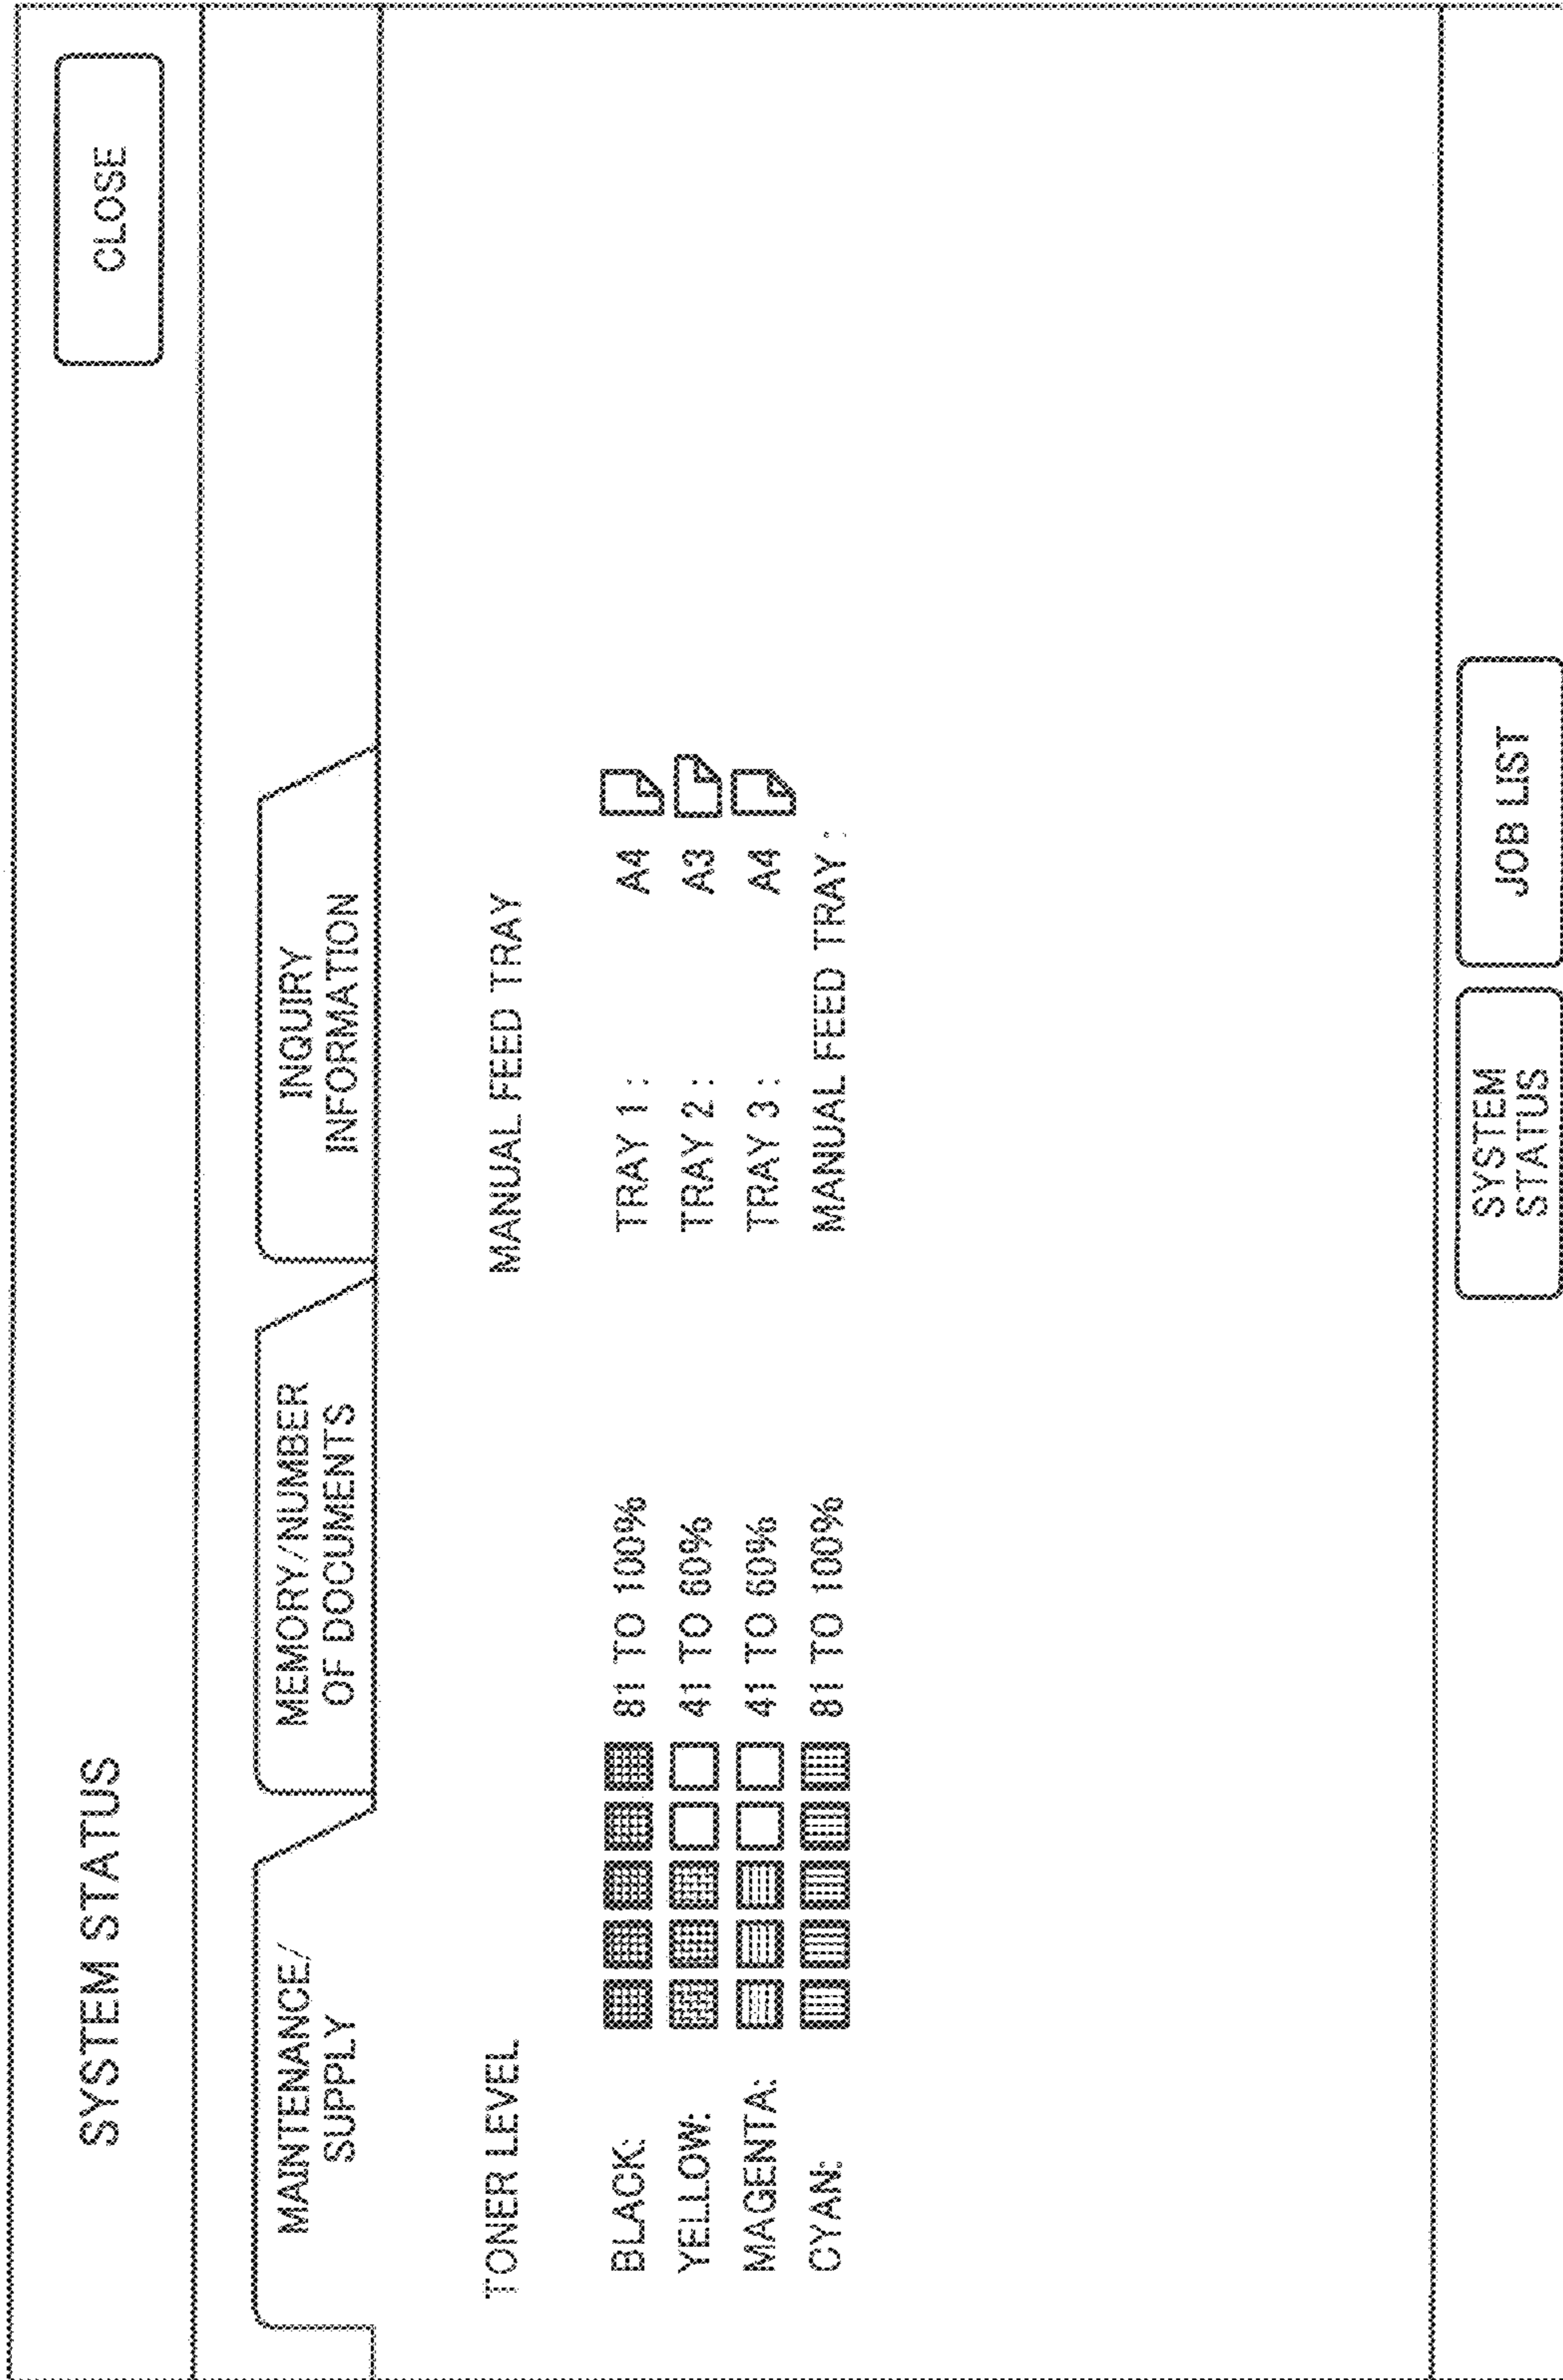 SYSTEM STATUS
CLOSE
MAINTENANCE/
SUPPLY
MEMORY/NUMBER
OF DOCUMENTS
INQUIRY
INFORMATION
TONER LEVEL
BLACK: 81 TO 100%
YELLOW: 41 TO 60%
MAGENTA: 41 TO 60%
CYAN: 81 TO 100%
MANUAL FEED TRAY
TRAY 1 : A4
TRAY 2 : A3
TRAY 3 : A4
MANUAL FEED TRAY :
SYSTEM
STATUS
JOB LIST